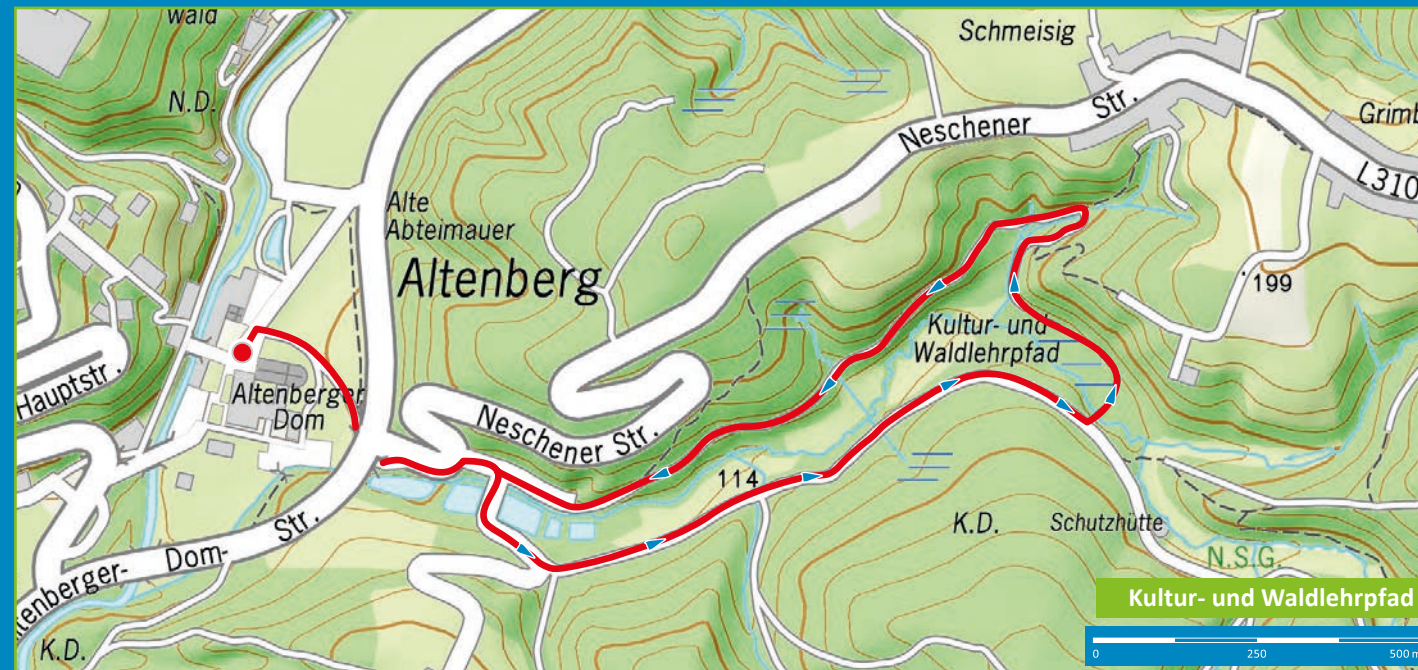 wald
Schmeisig
N.D.
Neschener Str.
Grimb
L310
Alte
Abteimauer
Altenberg
199
Kultur- und
Waldlehrpfad
Hauptstr.
Altenberger
Dom
Neschener Str.
114
K.D.
Schutzhütte
N.S.G.
tenberger- Dom- Str.
K.D.
Kultur- und Waldlehrpfad
0 250 500 m